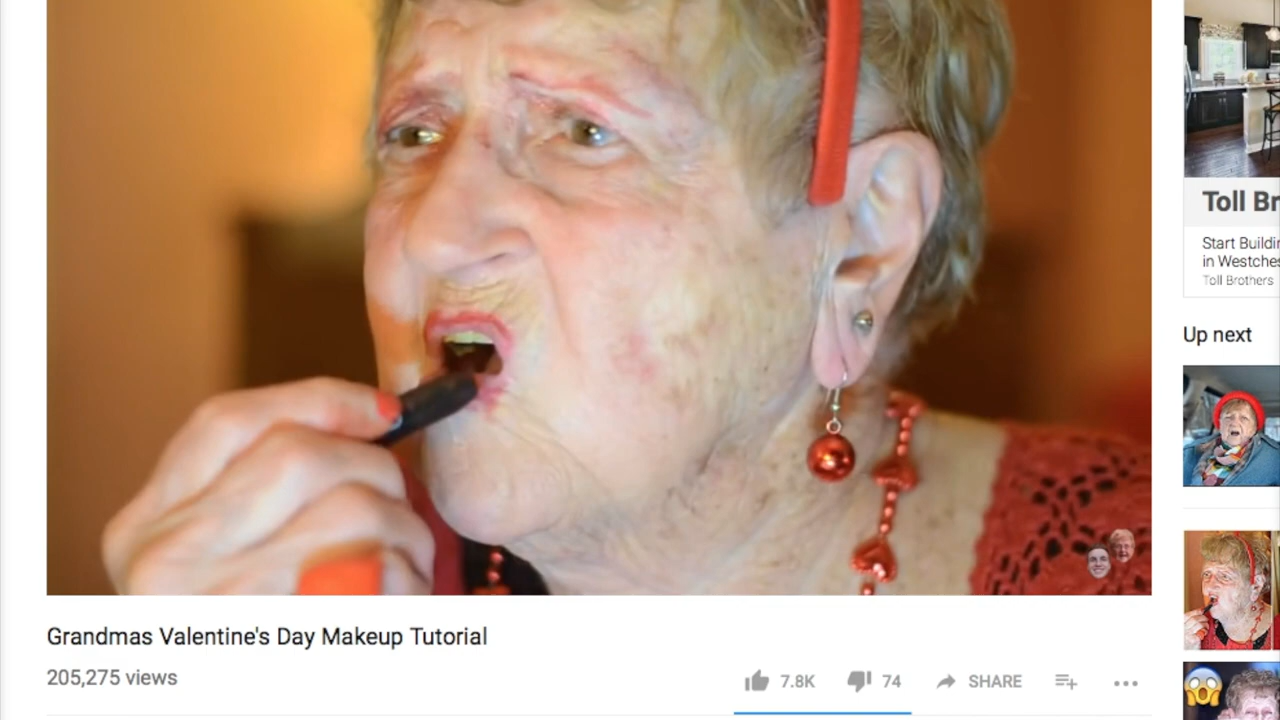 Toll Br
Start Buildin
in Westches
Toll Brothers
Up next
Grandmas Valentine's Day Makeup Tutorial
205,275 views
7.8K
74
SHARE